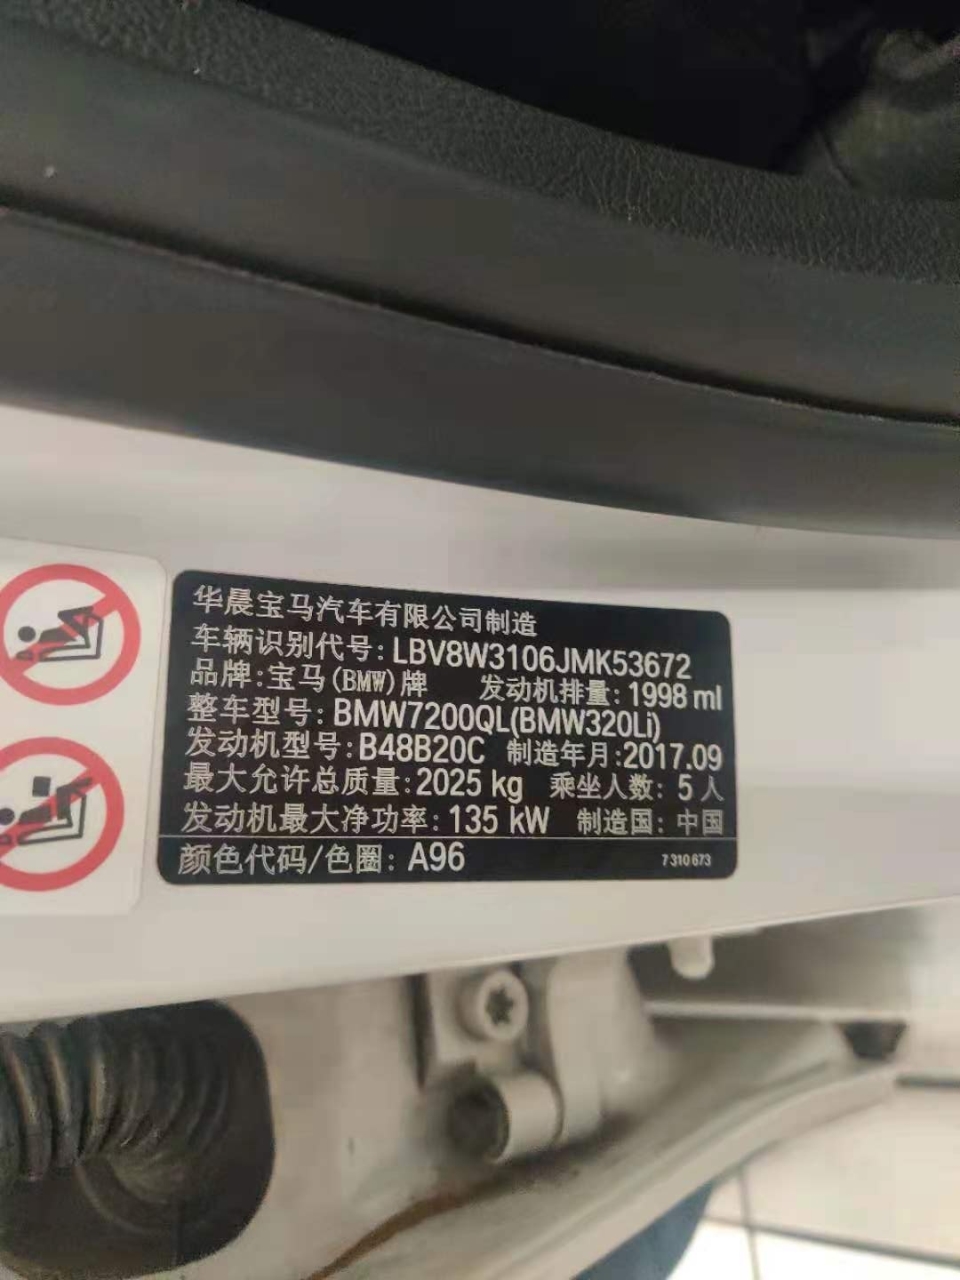 华晨宝马汽车有限公司制造
车辆识别代号: LBV8W3106JMK53672
品牌: 宝马(BMW)牌 发动机排量: 1998 ml
整车型号: BMW7200QL(BMW320Li)
发动机型号: B48B20C 制造年月:2017.09
最大允许总质量: 2025 kg 乘坐人数: 5 人
发动机最大净功率: 135 kW 制造国: 中国
颜色代码/色圈: A96 7310673